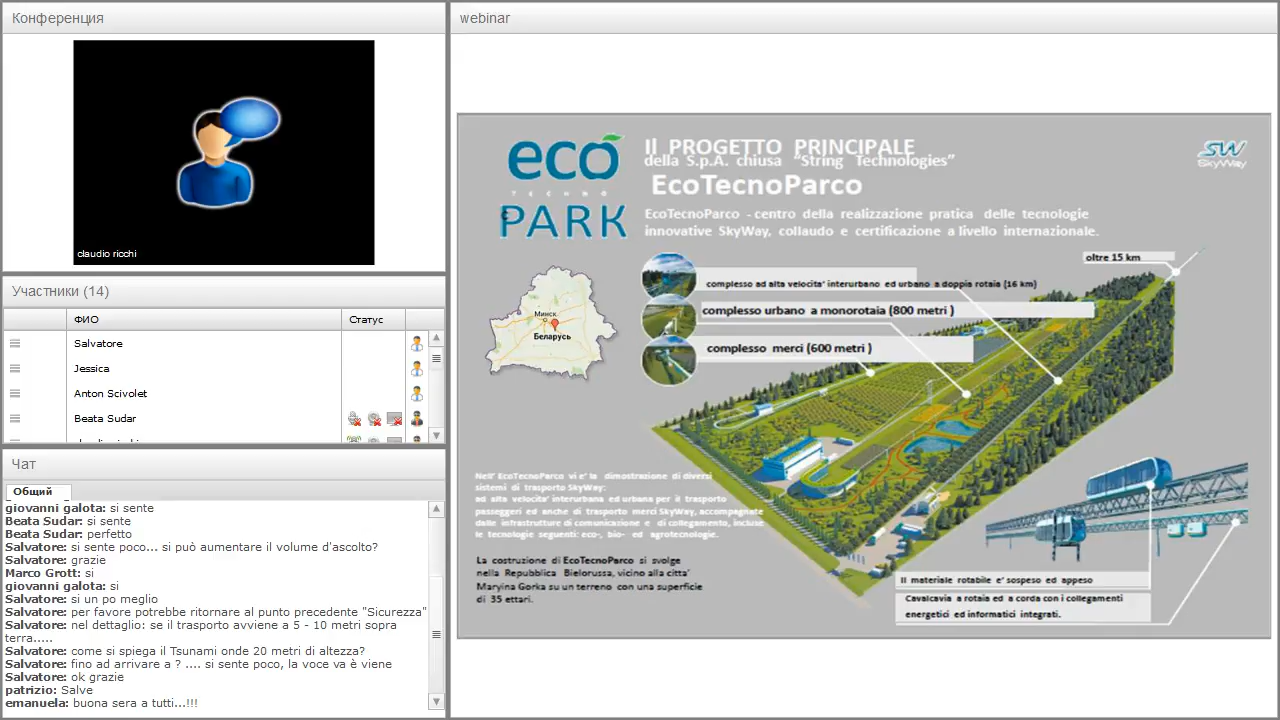 Конференция
claudio ricchi
Участники (14)
ФИО
Статус
Salvatore
Jessica
Anton Scivolet
Beata Sudar
Чат
Общий
giovanni galota: si sente
Beata Sudar: si sente
Beata Sudar: perfetto
Salvatore: si sente poco... si può aumentare il volume d'ascolto?
Salvatore: grazie
Marco Grott: si
giovanni galota: si
Salvatore: si un po meglio
Salvatore: per favore potrebbe ritornare al punto precedente "Sicurezza"
Salvatore: nel dettaglio: se il trasporto avviene a 5 - 10 metri sopra
terra.....
Salvatore: come si spiega il Tsunami onde 20 metri di altezza?
Salvatore: fino ad arrivare a ? .... si sente poco, la voce va è viene
Salvatore: ok grazie
patrizio: Salve
emanuela: buona sera a tutti...!!!
webinar
eco
TECHNO
PARK
Il PROGETTO PRINCIPALE
della S.p.A. chiusa "String Technologies"
EcoTecnoParco
EcoTecnoParco - centro della realizzazione pratica delle tecnologie
innovative SkyWay, collaudo e certificazione a livello internazionale.
SW
SkyWay
oltre 15 km
complesso ad alta velocita' interurbano ed urbano a doppia rotaia (16 km)
complesso urbano a monorotaia (800 metri )
complesso merci (600 metri )
Минск
Беларусь
Nell' EcoTecnoParco vi e' la dimostrazione di diversi
sistemi di trasporto SkyWay:
ad alta velocita' interurbana ed urbana per il trasporto
passeggeri ed anche di trasporto merci SkyWay, accompagnate
dalle infrastrutture di comunicazione e di collegamento, incluse
le tecnologie seguenti: eco-, bio- ed agrotecnologie.
La costruzione di EcoTecnoParco si svolge
nella Repubblica Bielorussa, vicino alla citta'
Maryina Gorka su un terreno con una superficie
di 35 ettari.
Il materiale rotabile e' sospeso ed appeso
Cavalcavia a rotaia ed a corda con i collegamenti
energetici ed informatici integrati.